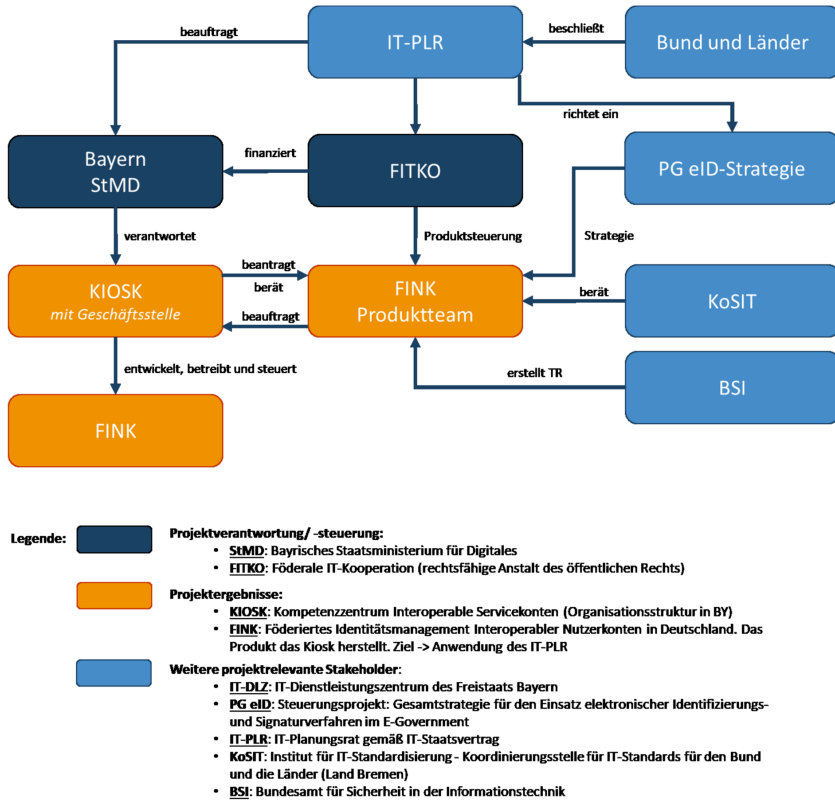 beauftragt
IT-PLR
beschließt
Bund und Länder
richtet ein
Bayern
StMD
finanziert
FITKO
PG eID-Strategie
verantwortet
Produktsteuerung
Strategie
KIOSK
mit Geschäftsstelle
beantragt
berät
beauftragt
FINK
Produktteam
berät
KoSIT
entwickelt, betreibt und steuert
erstellt TR
BSI
FINK
Legende:
Projektverantwortung/ -steuerung:
• StMD: Bayrisches Staatsministerium für Digitales
• FITKO: Föderale IT-Kooperation (rechtsfähige Anstalt des öffentlichen Rechts)
Projektergebnisse:
• KIOSK: Kompetenzzentrum Interoperable Servicekonten (Organisationsstruktur in BY)
• FINK: Föderiertes Identitätsmanagement Interoperabler Nutzerkonten in Deutschland. Das
Produkt das Kiosk herstellt. Ziel -> Anwendung des IT-PLR
Weitere projektrelevante Stakeholder:
• IT-DLZ: IT-Dienstleistungszentrum des Freistaats Bayern
• PG eID: Steuerungsprojekt: Gesamtstrategie für den Einsatz elektronischer Identifizierungs-
und Signaturverfahren im E-Government
• IT-PLR: IT-Planungsrat gemäß IT-Staatsvertrag
• KoSIT: Institut für IT-Standardisierung - Koordinierungsstelle für IT-Standards für den Bund
und die Länder (Land Bremen)
• BSI: Bundesamt für Sicherheit in der Informationstechnik